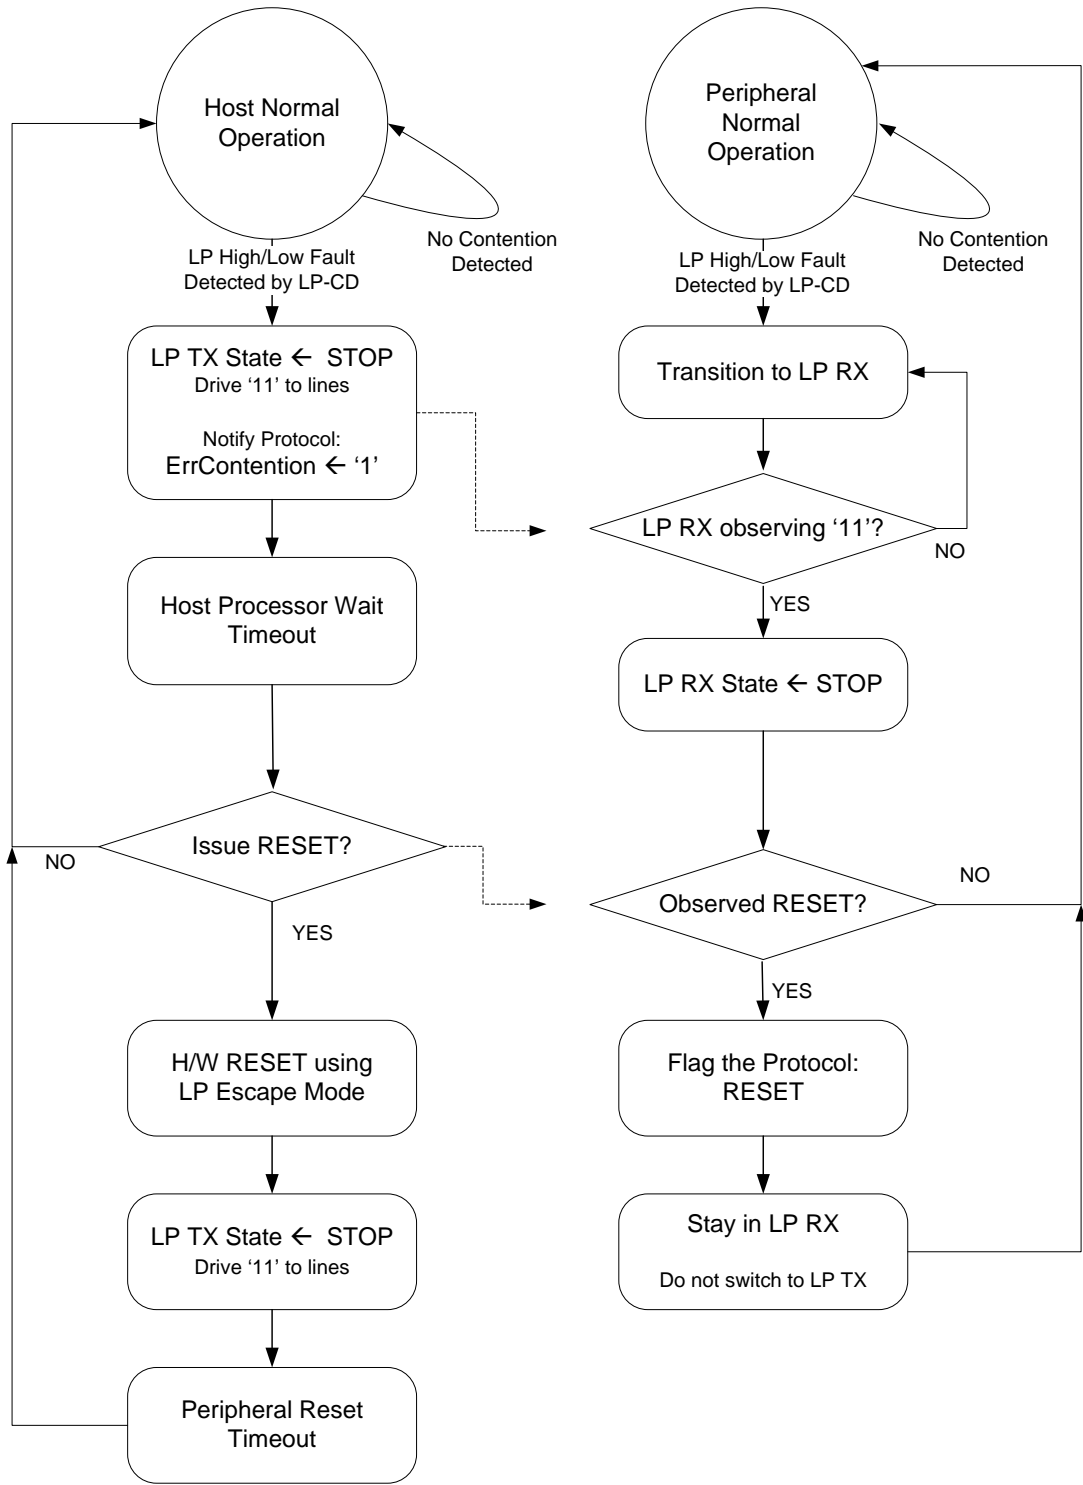 Host Normal
Operation
No Contention
Detected
LP High/Low Fault
Detected by LP-CD
LP TX State ← STOP
Drive ‘11’ to lines
Notify Protocol:
ErrContention ← ‘1’
Host Processor Wait
Timeout
Issue RESET?
NO
YES
H/W RESET using
LP Escape Mode
LP TX State ← STOP
Drive ‘11’ to lines
Peripheral Reset
Timeout
Peripheral
Normal
Operation
No Contention
Detected
LP High/Low Fault
Detected by LP-CD
Transition to LP RX
LP RX observing ‘11’?
NO
YES
LP RX State ← STOP
Observed RESET?
NO
YES
Flag the Protocol:
RESET
Stay in LP RX
Do not switch to LP TX